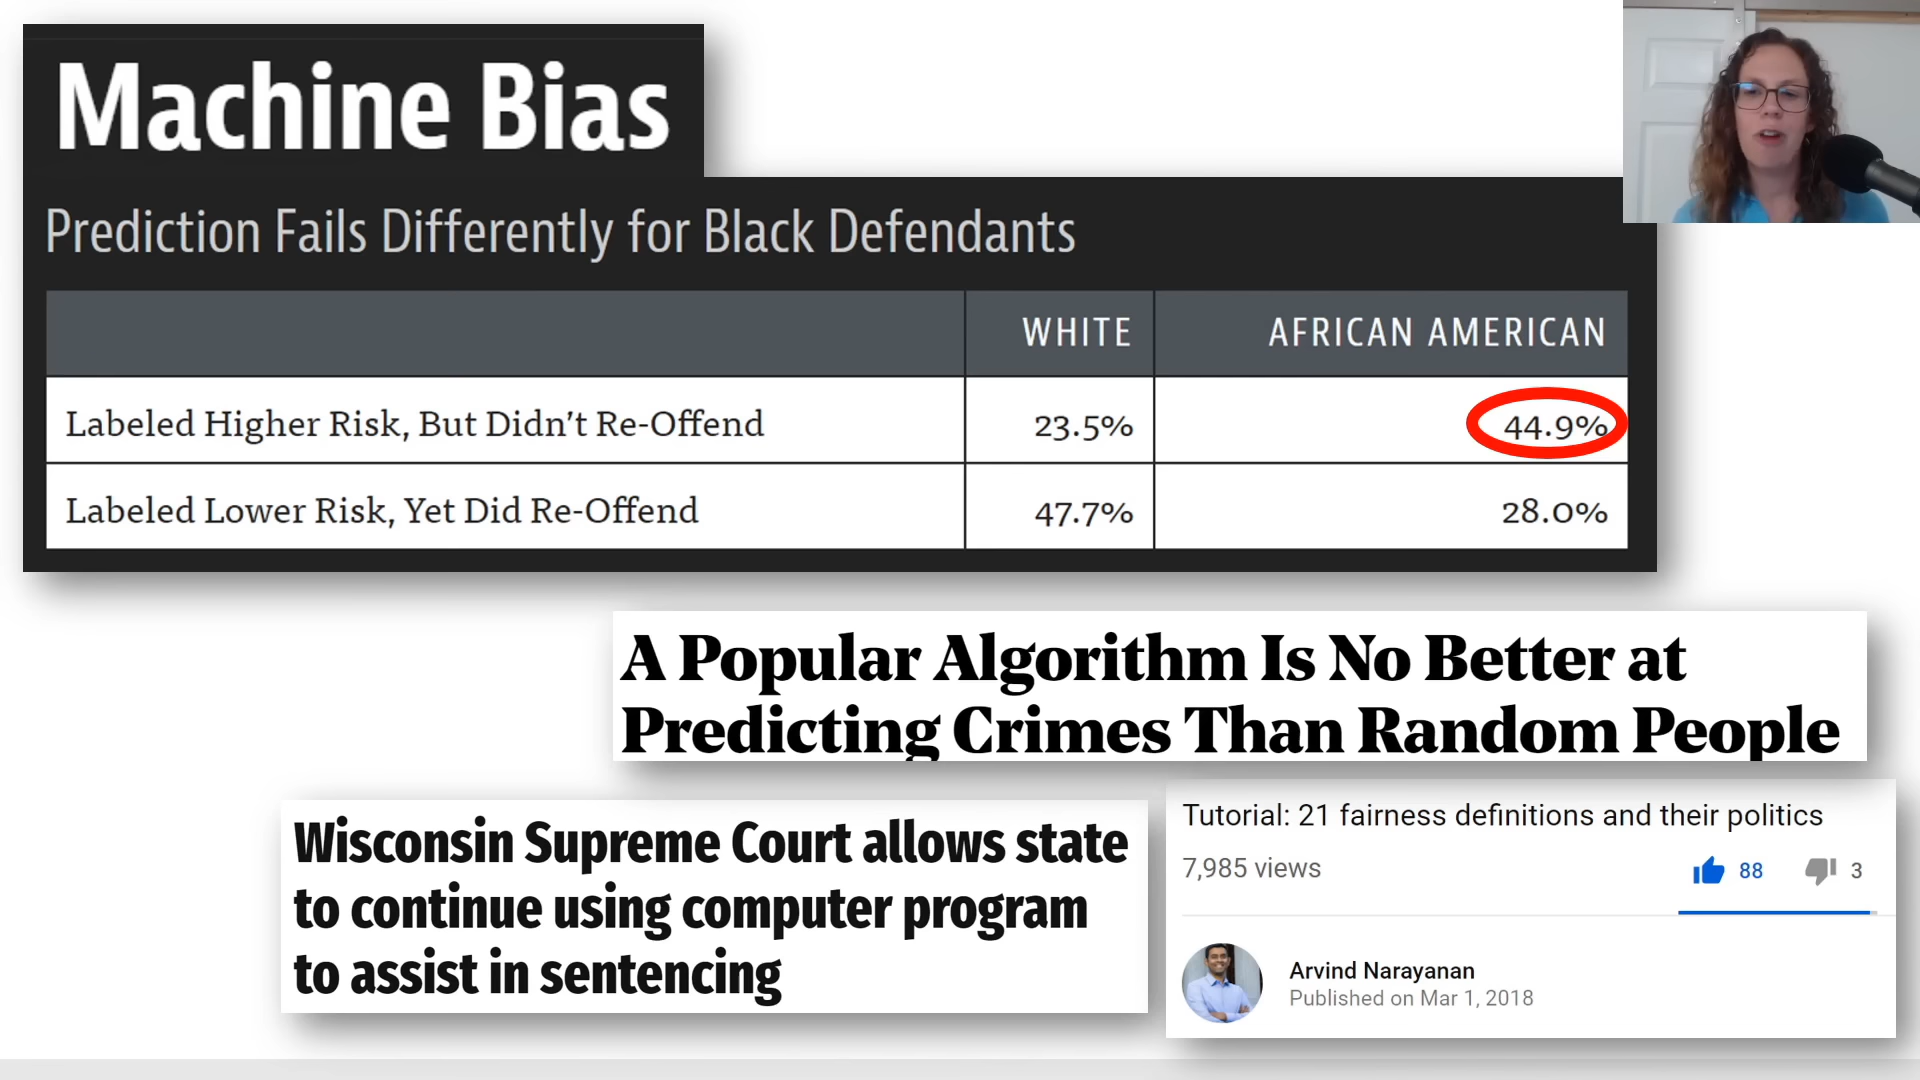 Machine Bias
Prediction Fails Differently for Black Defendants
WHITE AFRICAN AMERICAN
Labeled Higher Risk, But Didn’t Re-Offend 23.5% 44.9%
Labeled Lower Risk, Yet Did Re-Offend 47.7% 28.0%
A Popular Algorithm Is No Better at
Predicting Crimes Than Random People
Wisconsin Supreme Court allows state
to continue using computer program
to assist in sentencing
Tutorial: 21 fairness definitions and their politics
7,985 views 88 3
Arvind Narayanan
Published on Mar 1, 2018